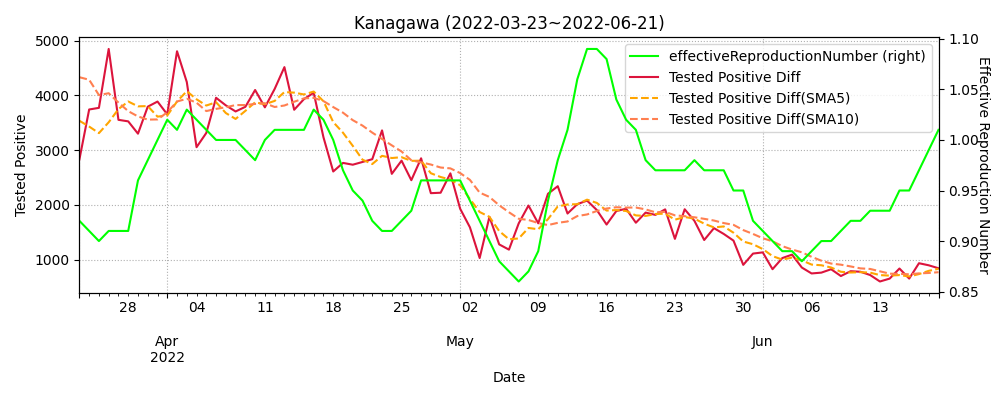 Kanagawa (2022-03-23~2022-06-21)
effectiveReproductionNumber (right)
Tested Positive Diff
Tested Positive Diff(SMA5)
Tested Positive Diff(SMA10)
Tested Positive
5000
4000
3000
2000
1000
1.10
1.05
1.00
0.95
0.90
0.85
Effective Reproduction Number
28 04 11 18 25 02 09 16 23 30 06 13
Apr May Jun
2022
Date